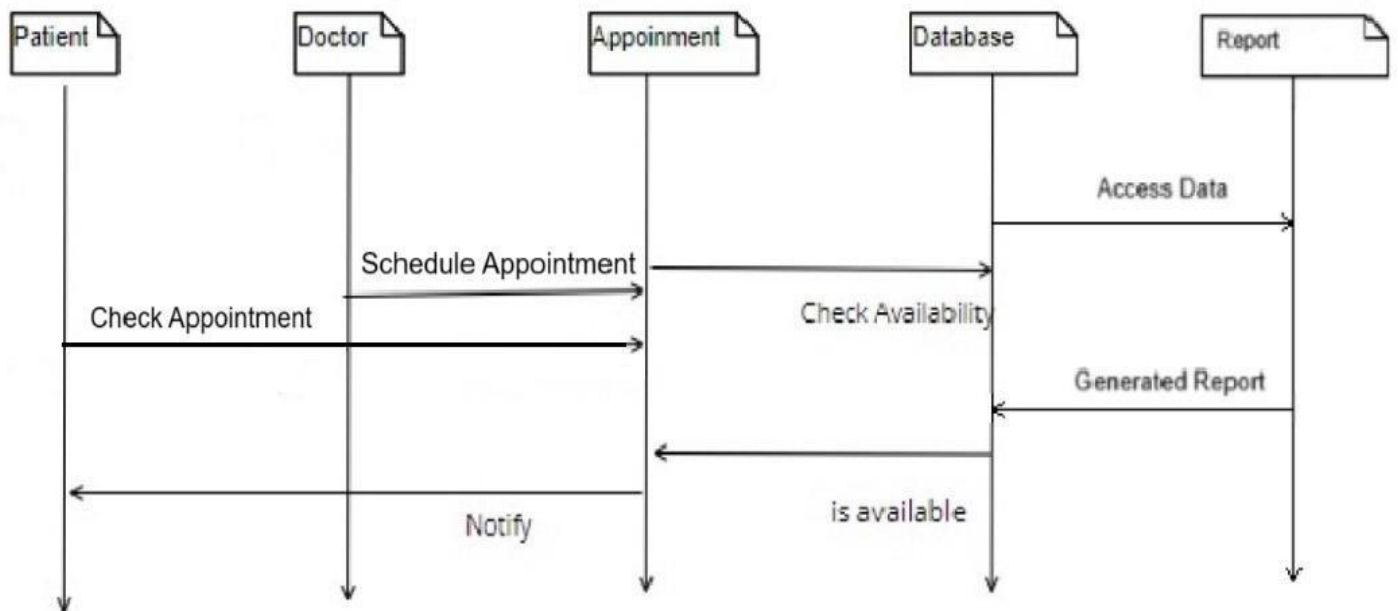 Patient
Doctor
Appoinment
Database
Report
Access Data
Schedule Appointment
Check Appointment
Check Availability
Generated Report
is available
Notify